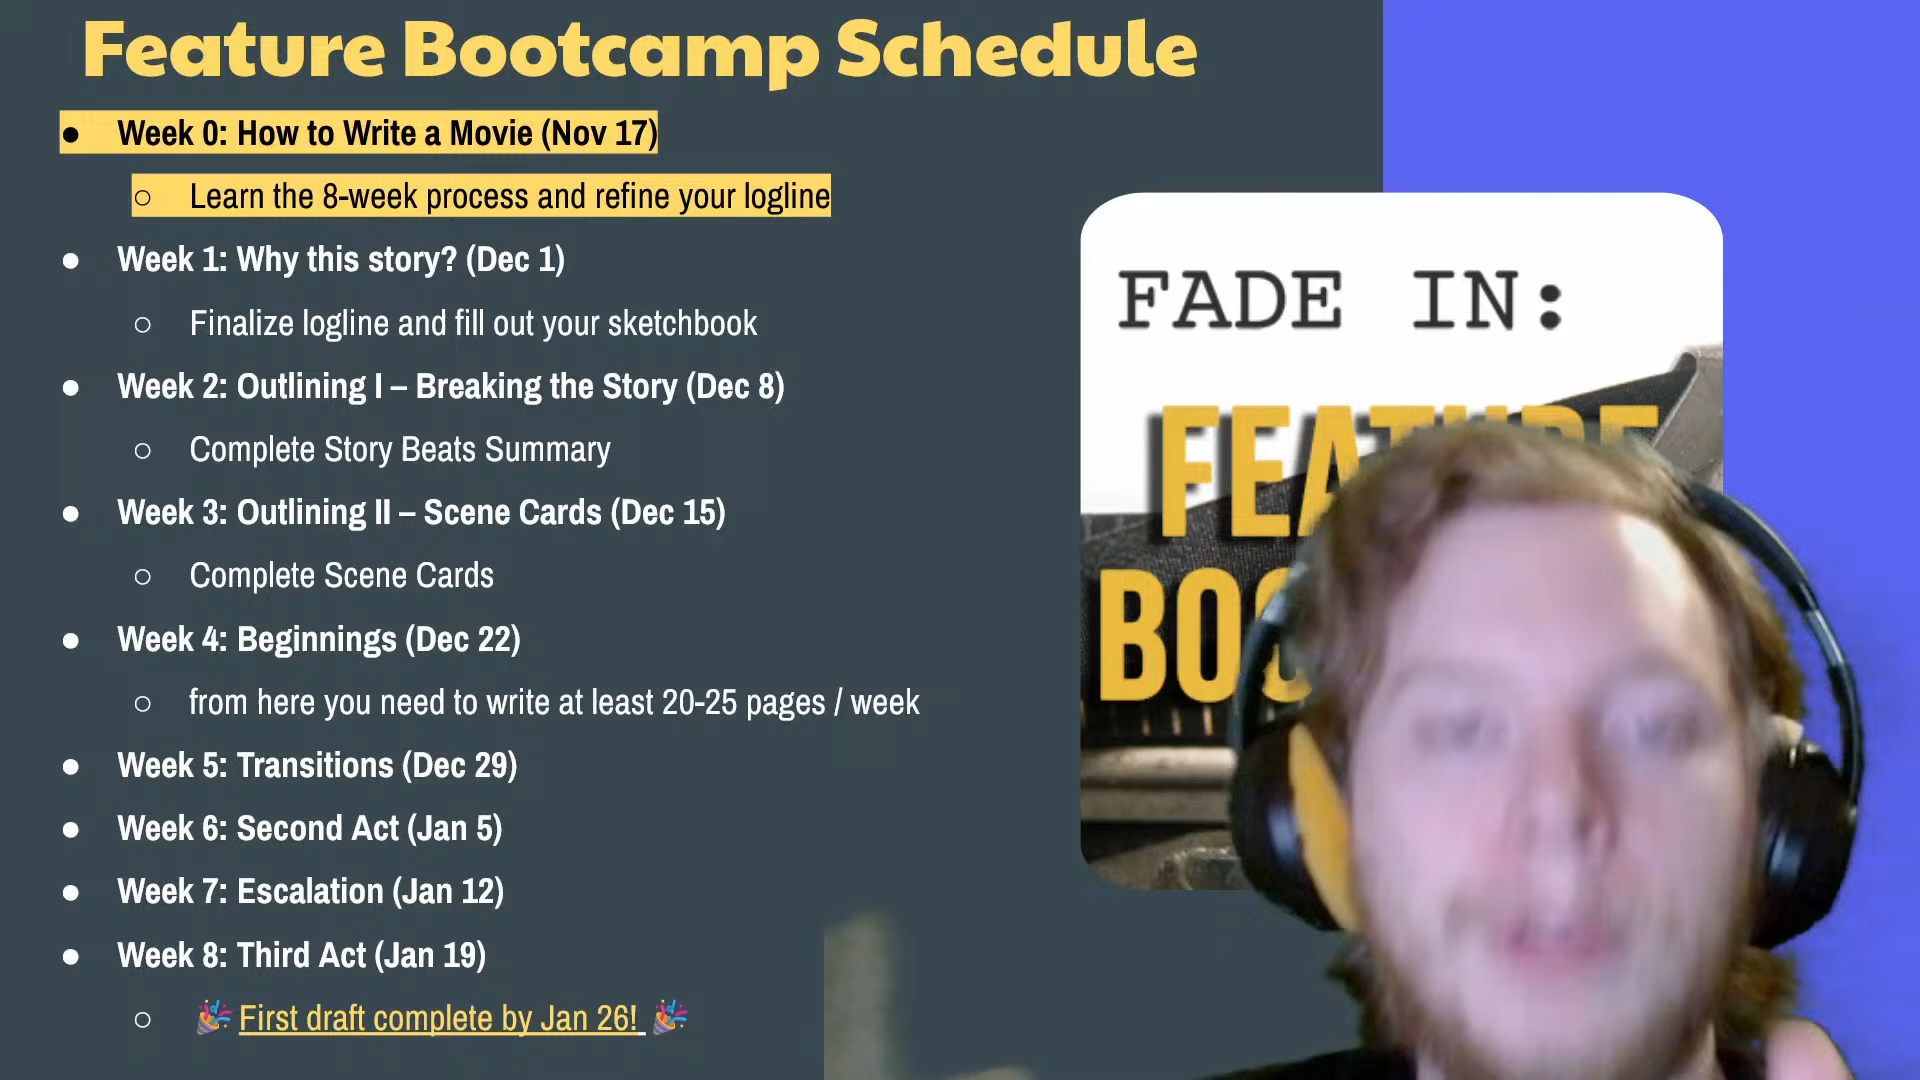 Feature Bootcamp Schedule
● Week 0: How to Write a Movie (Nov 17)
○ Learn the 8-week process and refine your logline
● Week 1: Why this story? (Dec 1)
○ Finalize logline and fill out your sketchbook
● Week 2: Outlining I – Breaking the Story (Dec 8)
○ Complete Story Beats Summary
● Week 3: Outlining II – Scene Cards (Dec 15)
○ Complete Scene Cards
● Week 4: Beginnings (Dec 22)
○ from here you need to write at least 20-25 pages / week
● Week 5: Transitions (Dec 29)
● Week 6: Second Act (Jan 5)
● Week 7: Escalation (Jan 12)
● Week 8: Third Act (Jan 19)
○ 🎉 First draft complete by Jan 26! 🎉
FADE IN:
FEATURE